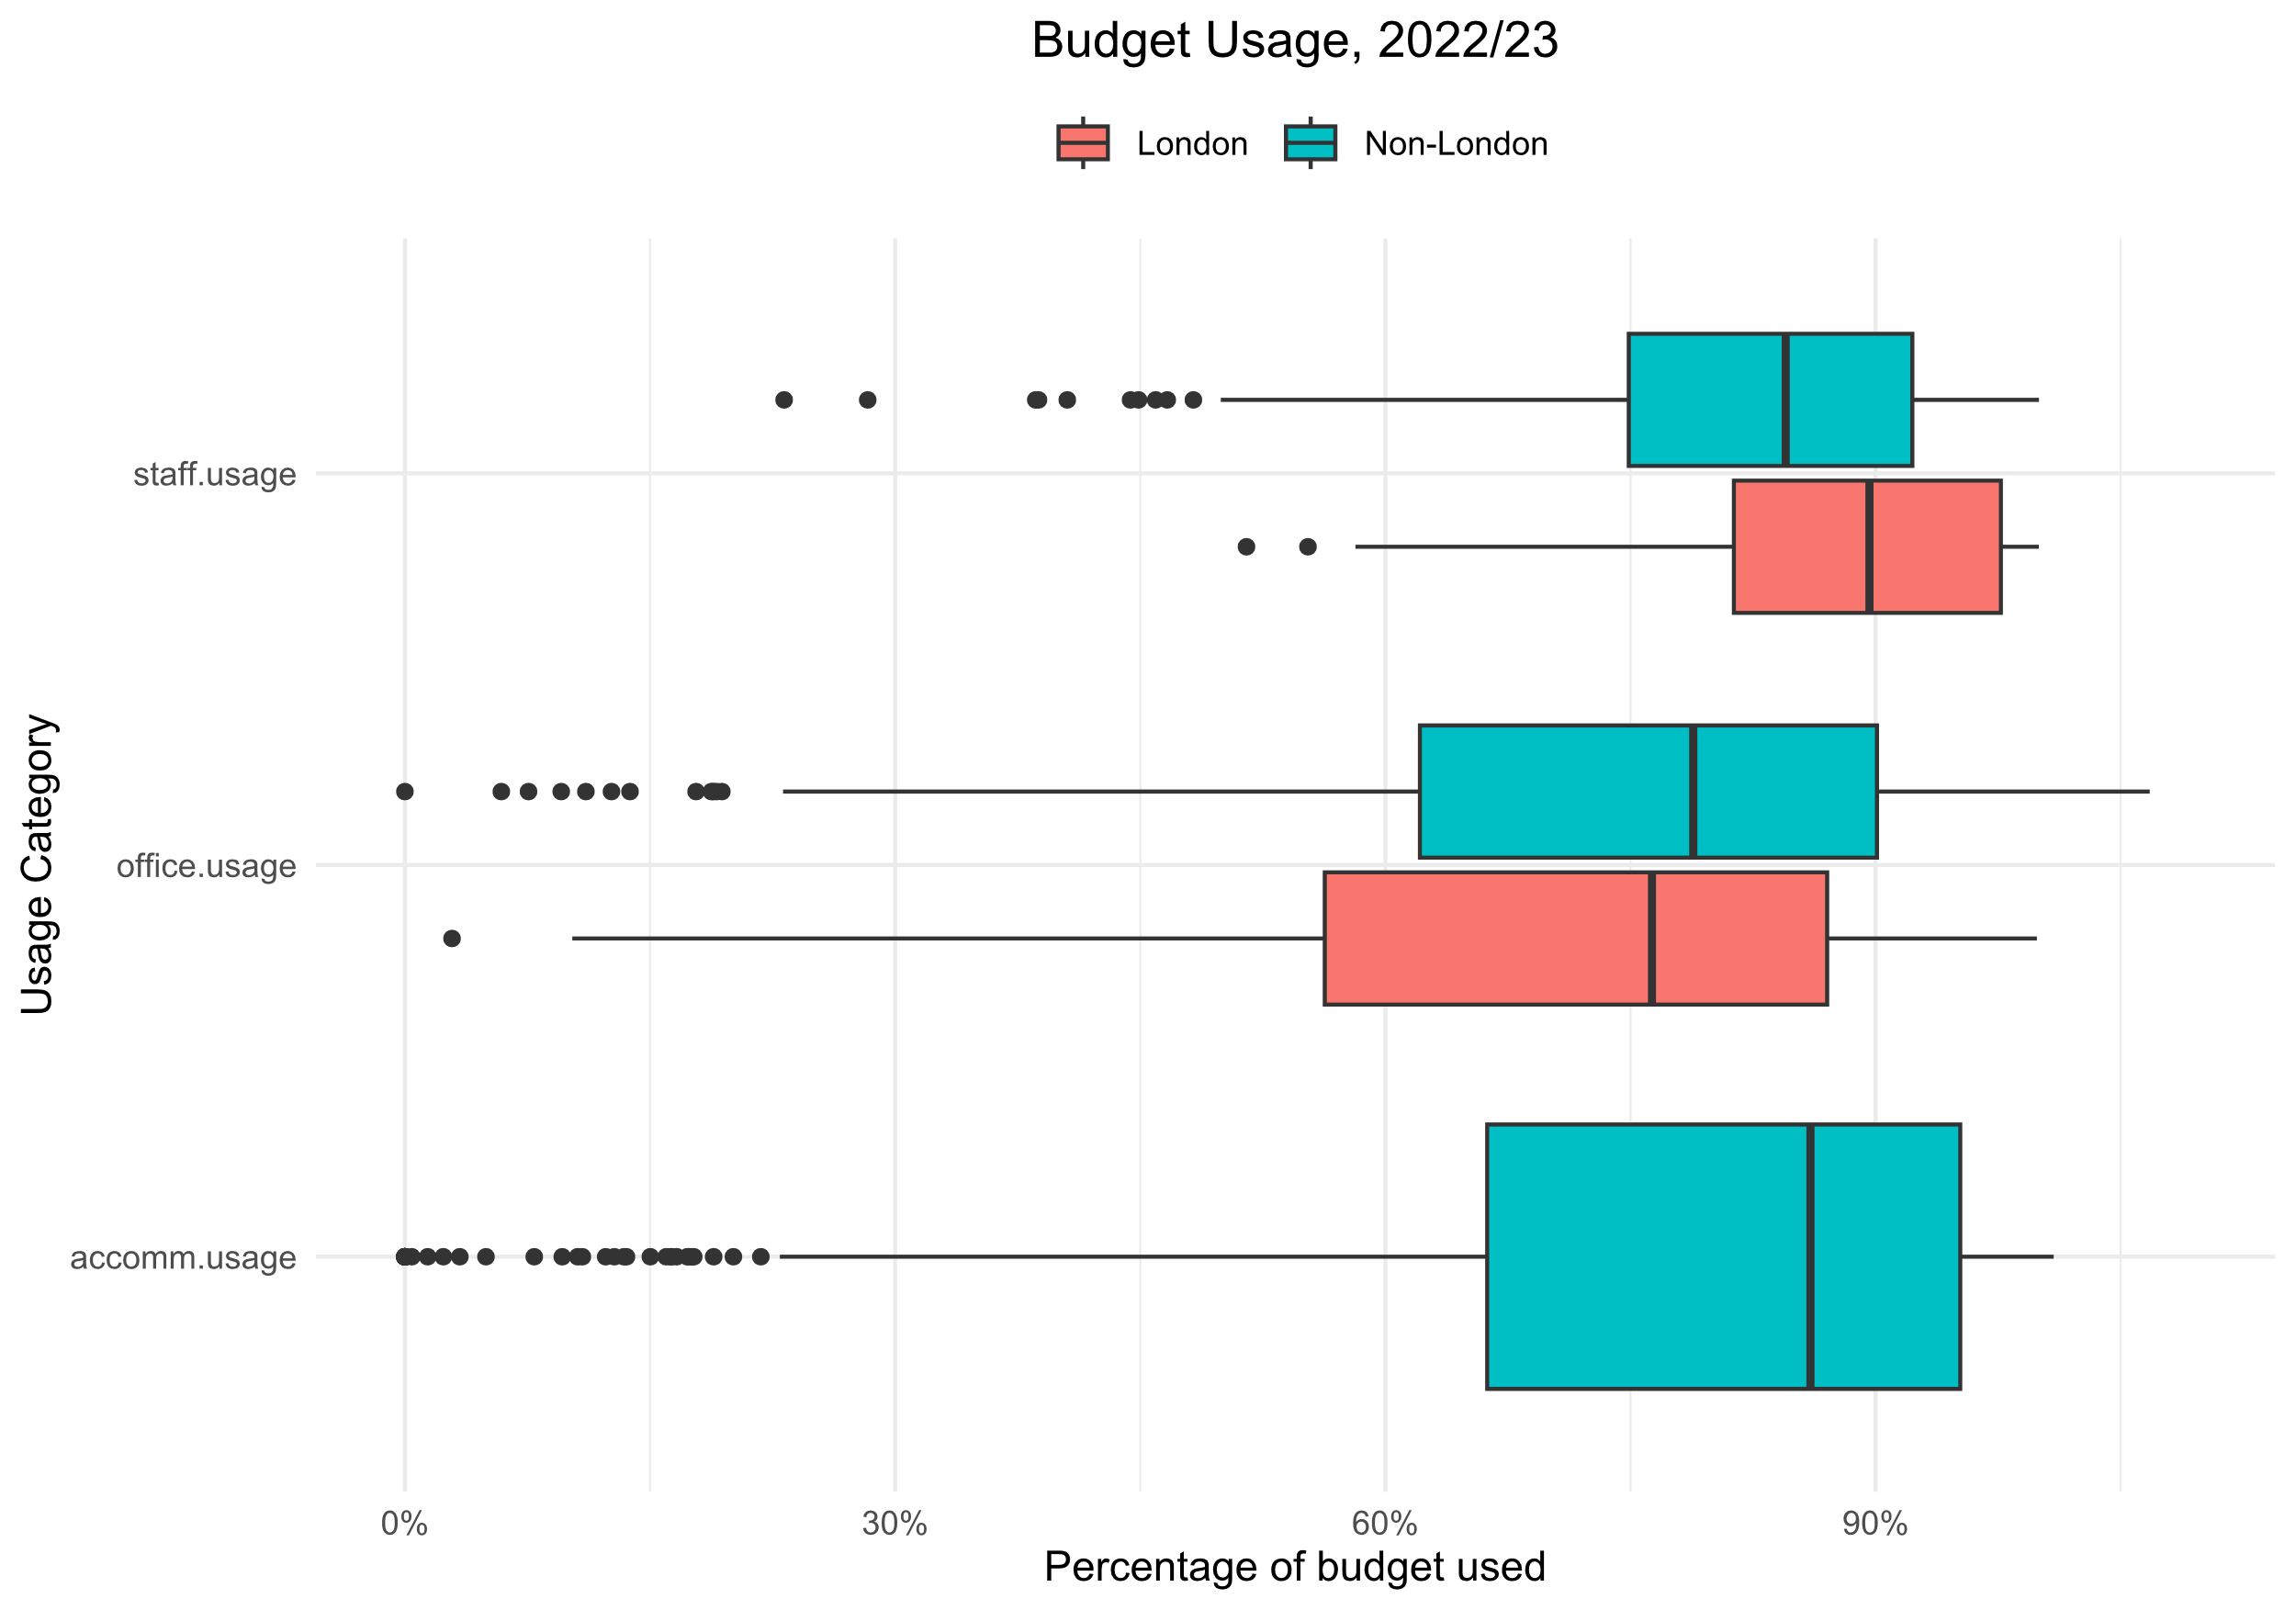 Budget Usage, 2022/23
London
Non-London
Usage Category
staff.usage
office.usage
accomm.usage
0%
30%
60%
90%
Percentage of budget used